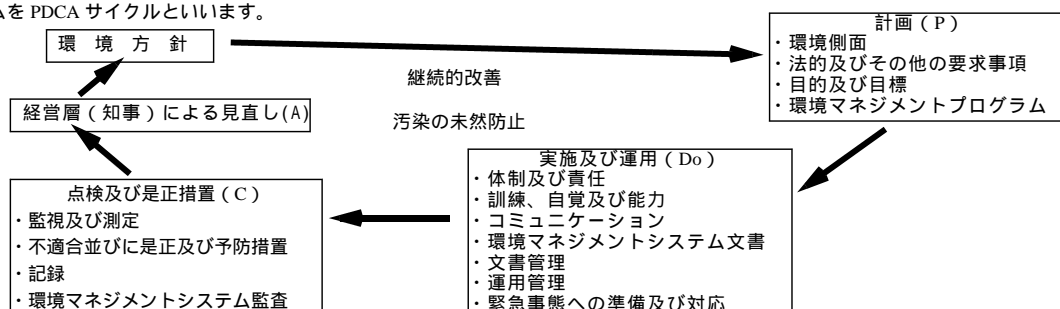 ムを PDCA サイクルといいます。
環 境 方 針
計画（P）
・環境側面
・法的及びその他の要求事項
・目的及び目標
・環境マネジメントプログラム
継続的改善
汚染の未然防止
経営層（知事）による見直し(A)
実施及び運用（Do）
・体制及び責任
・訓練、自覚及び能力
・コミュニケーション
・環境マネジメントシステム文書
・文書管理
・運用管理
・緊急事態への準備及び対応
点検及び是正措置（C）
・監視及び測定
・不適合並びに是正及び予防措置
・記録
・環境マネジメントシステム監査